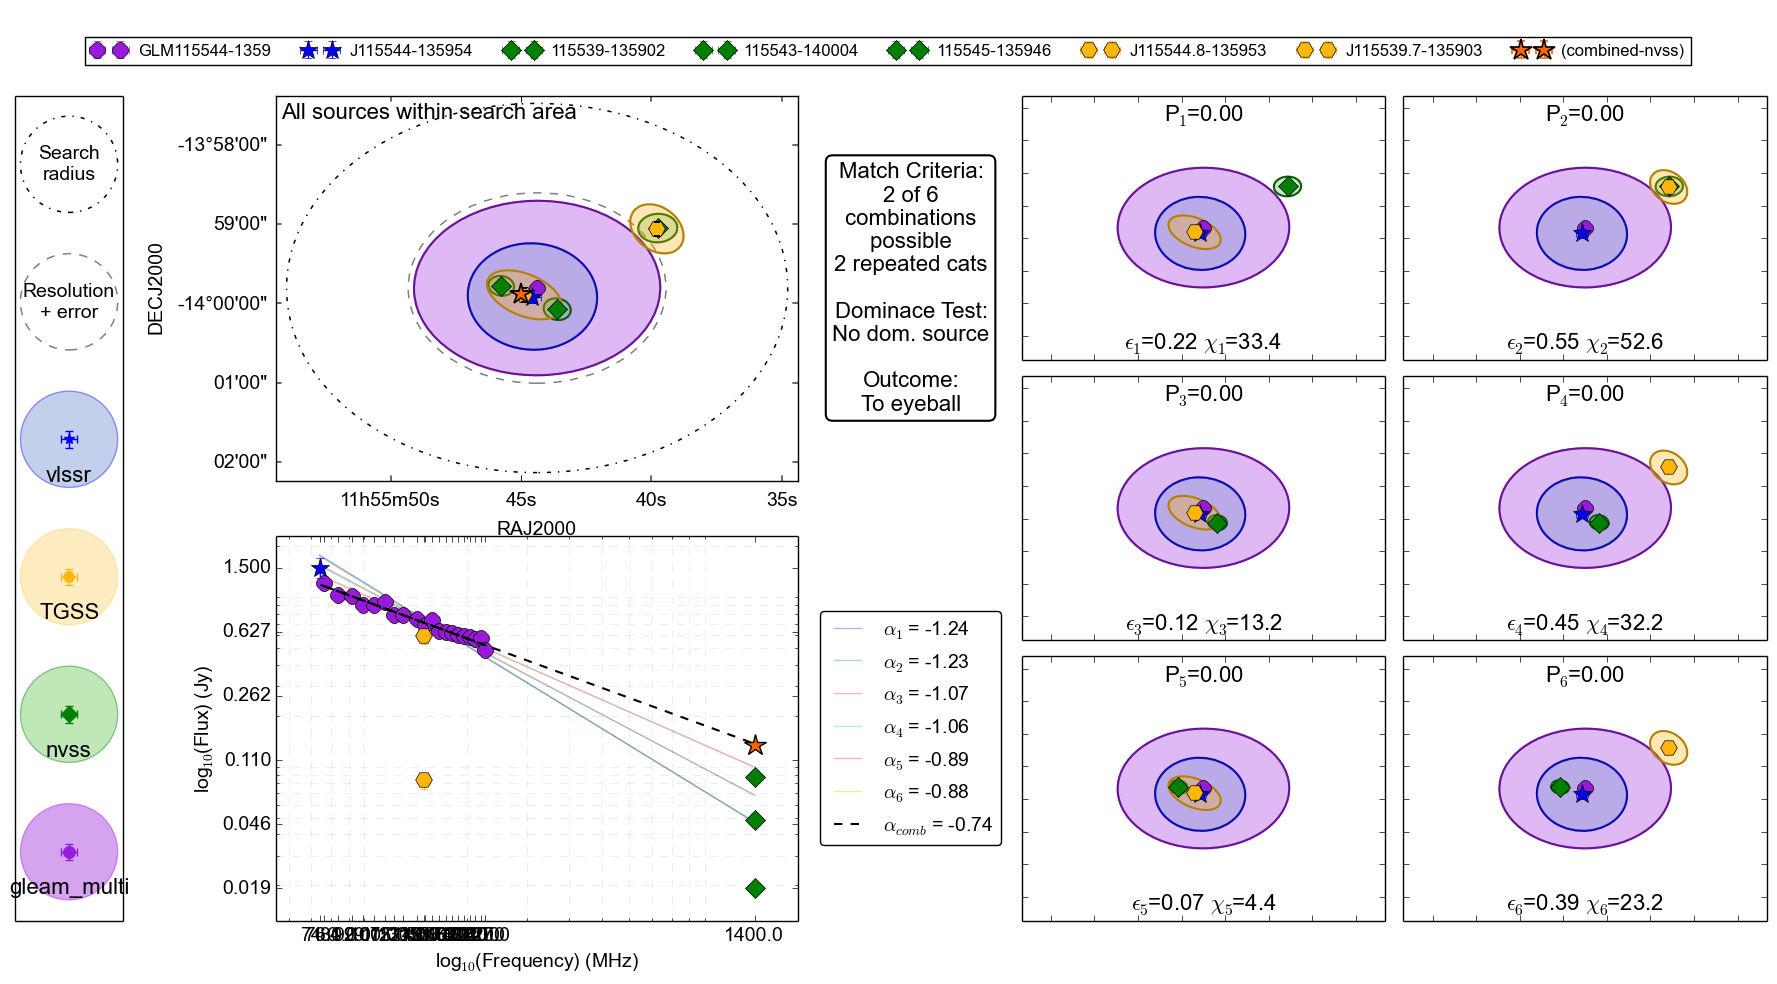 GLM115544-1359 J115544-135954 115539-135902 115543-140004 115545-135946 J115544.8-135953 J115539.7-135903 (combined-nvss)
Search
radius
Resolution
+ error
vlssr
TGSS
nvss
gleam_multi
All sources within search area
DECJ2000
-13°58'00"
59'00"
-14°00'00"
01'00"
02'00"
11h55m50s 45s 40s 35s
RAJ2000
log10(Flux) (Jy)
1.500
0.627
0.262
0.110
0.046
0.019
1400.0
log10(Frequency) (MHz)
Match Criteria:
2 of 6
combinations
possible
2 repeated cats
Dominace Test:
No dom. source
Outcome:
To eyeball
α1 = -1.24
α2 = -1.23
α3 = -1.07
α4 = -1.06
α5 = -0.89
α6 = -0.88
αcomb = -0.74
P1=0.00
ϵ1=0.22 χ1=33.4
P2=0.00
ϵ2=0.55 χ2=52.6
P3=0.00
ϵ3=0.12 χ3=13.2
P4=0.00
ϵ4=0.45 χ4=32.2
P5=0.00
ϵ5=0.07 χ5=4.4
P6=0.00
ϵ6=0.39 χ6=23.2